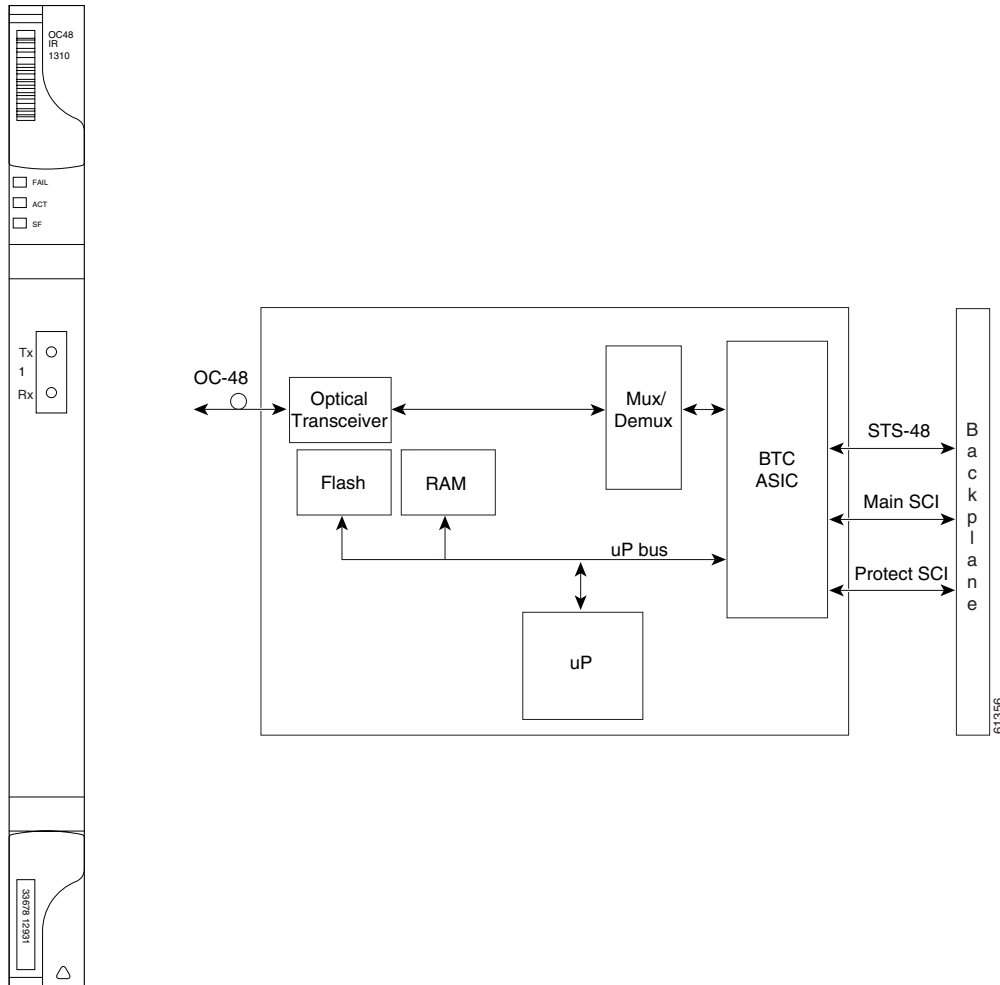 OC48
IR
1310
FAIL
ACT
SF
Tx
1
Rx
33678 12931
OC-48
Optical
Transceiver
Mux/
Demux
BTC
ASIC
Flash
RAM
uP bus
uP
STS-48
Main SCI
Protect SCI
Backplane
61356